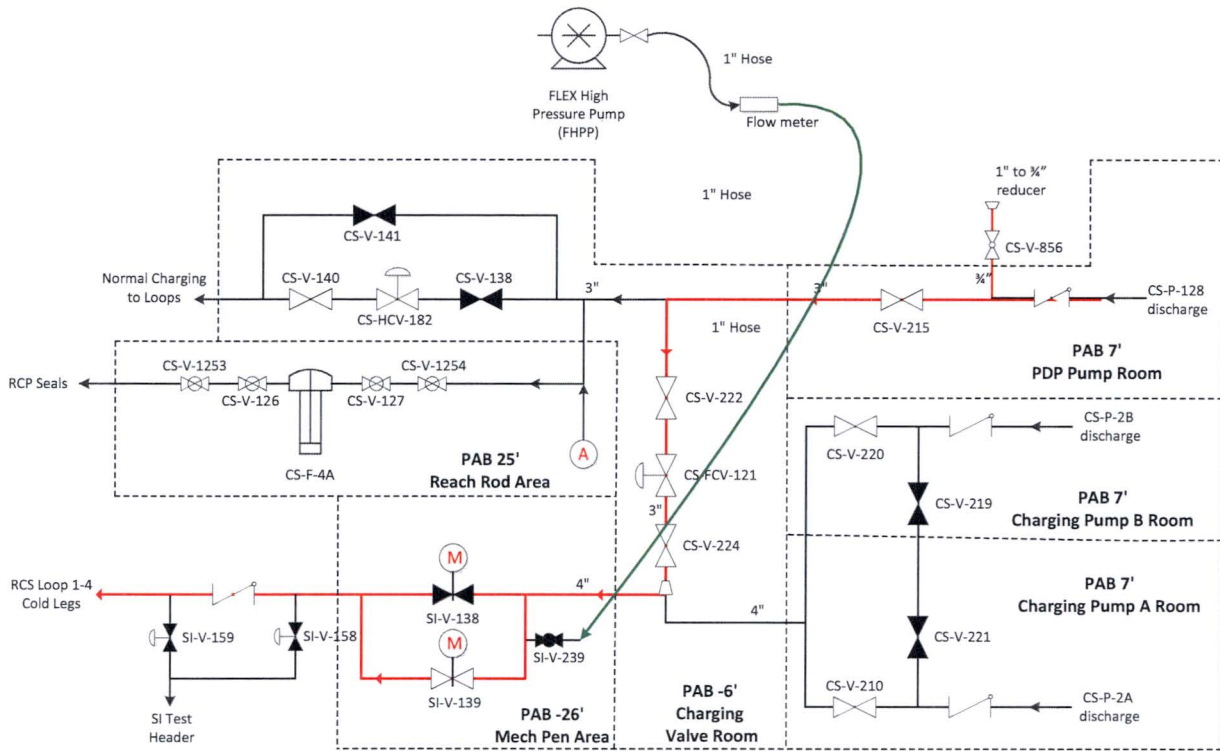 1" Hose
FLEX High
Pressure Pump
(FHPP)
Flow meter
1" Hose
1" to ¾"
reducer
CS-V-856
CS-V-141
CS-V-140
CS-V-138
CS-HCV-182
Normal Charging
to Loops
3"
3"
¾"
CS-V-215
CS-P-128
discharge
1" Hose
PAB 7'
PDP Pump Room
CS-V-1253
CS-V-1254
RCP Seals
CS-V-126
CS-V-127
CS-V-222
CS-F-4A
PAB 25'
Reach Rod Area
A
CS-FCV-121
3"
CS-V-224
CS-P-2B
discharge
CS-V-220
CS-V-219
PAB 7'
Charging Pump B Room
RCS Loop 1-4
Cold Legs
M
SI-V-138
4"
4"
PAB 7'
Charging Pump A Room
SI-V-159
SI-V-158
M
SI-V-239
SI-V-139
CS-V-221
CS-V-210
CS-P-2A
discharge
SI Test
Header
PAB -26'
Mech Pen Area
PAB -6'
Charging
Valve Room